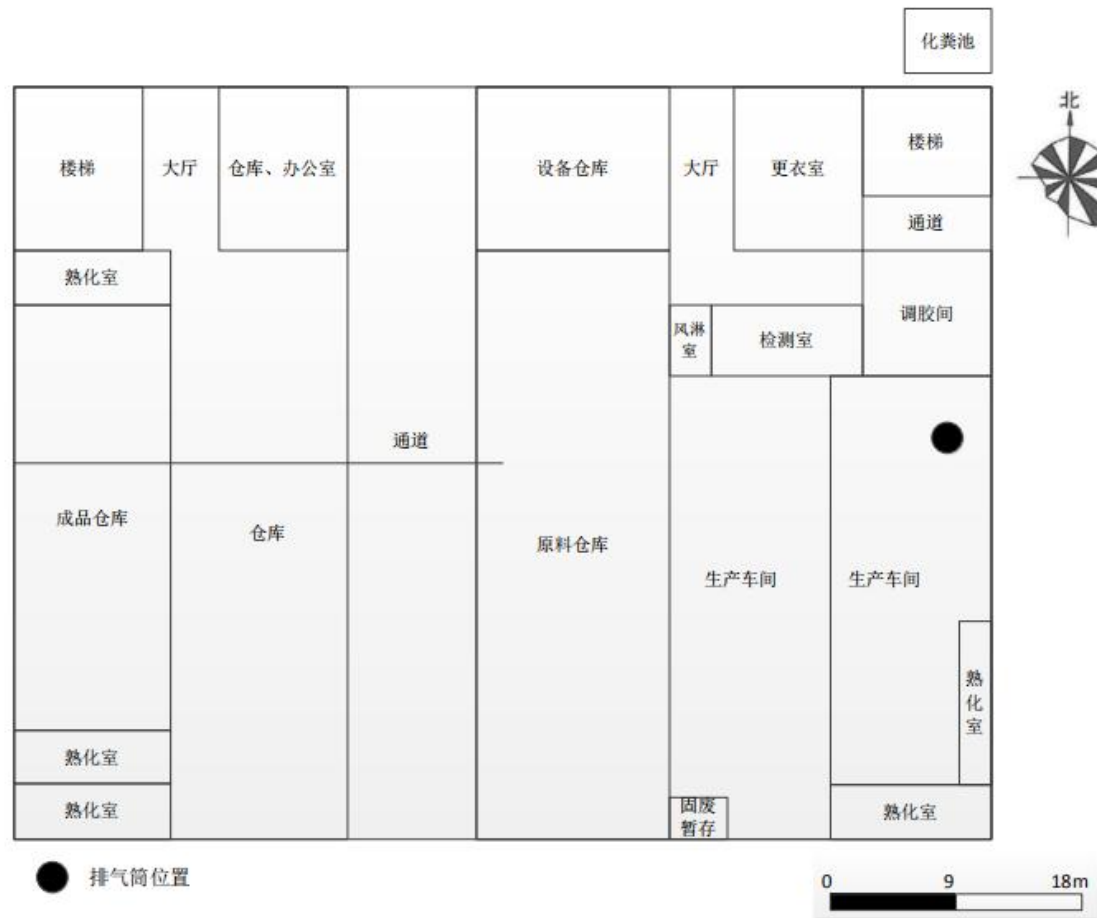 化粪池
北
楼梯
大厅
仓库、办公室
设备仓库
大厅
更衣室
楼梯
通道
熟化室
调胶间
风淋
室
检测室
通道
成品仓库
仓库
原料仓库
生产车间
生产车间
熟
化
室
熟化室
熟化室
固废
暂存
熟化室
排气筒位置
0 9 18m